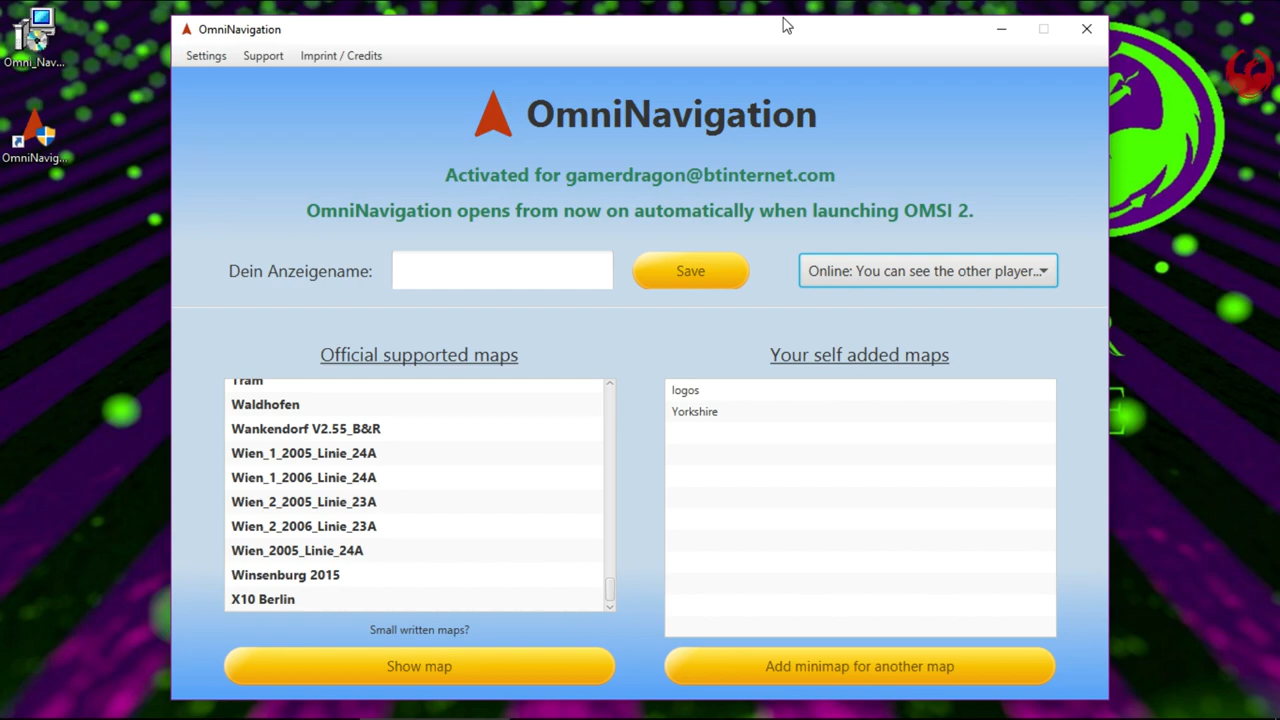 Omni_Nav...
OmniNavig...
OmniNavigation
Settings
Support
Imprint / Credits
OmniNavigation
Activated for gamerdragon@btinternet.com
OmniNavigation opens from now on automatically when launching OMSI 2.
Dein Anzeigename:
Save
Online: You can see the other player...
Official supported maps
Your self added maps
Tram
Waldhofen
Wankendorf V2.55_B&R
Wien_1_2005_Linie_24A
Wien_1_2006_Linie_24A
Wien_2_2005_Linie_23A
Wien_2_2006_Linie_23A
Wien_2005_Linie_24A
Winsenburg 2015
X10 Berlin
logos
Yorkshire
Small written maps?
Show map
Add minimap for another map